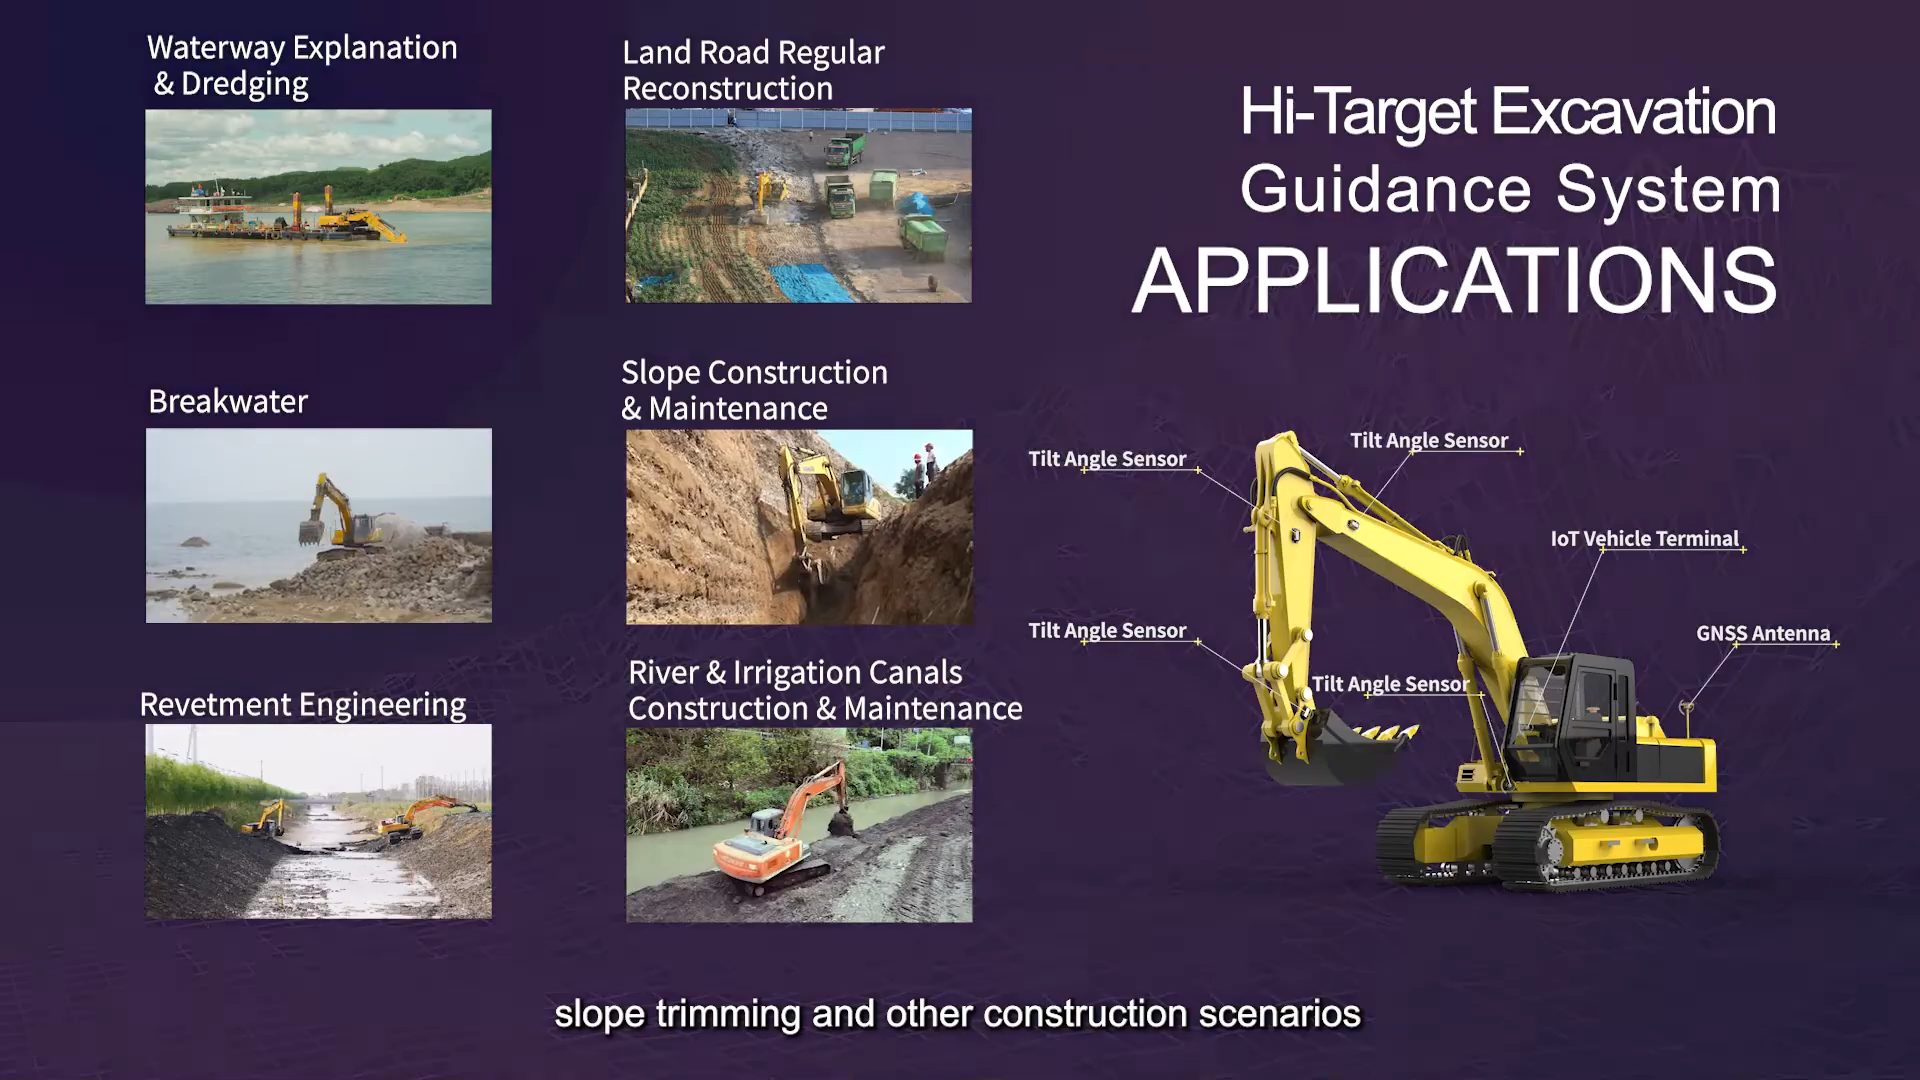 Waterway Explanation
& Dredging
Land Road Regular
Reconstruction
Hi-Target Excavation
Guidance System
APPLICATIONS
Breakwater
Slope Construction
& Maintenance
Tilt Angle Sensor
Tilt Angle Sensor
IoT Vehicle Terminal
Tilt Angle Sensor
GNSS Antenna
Tilt Angle Sensor
Revetment Engineering
River & Irrigation Canals
Construction & Maintenance
slope trimming and other construction scenarios